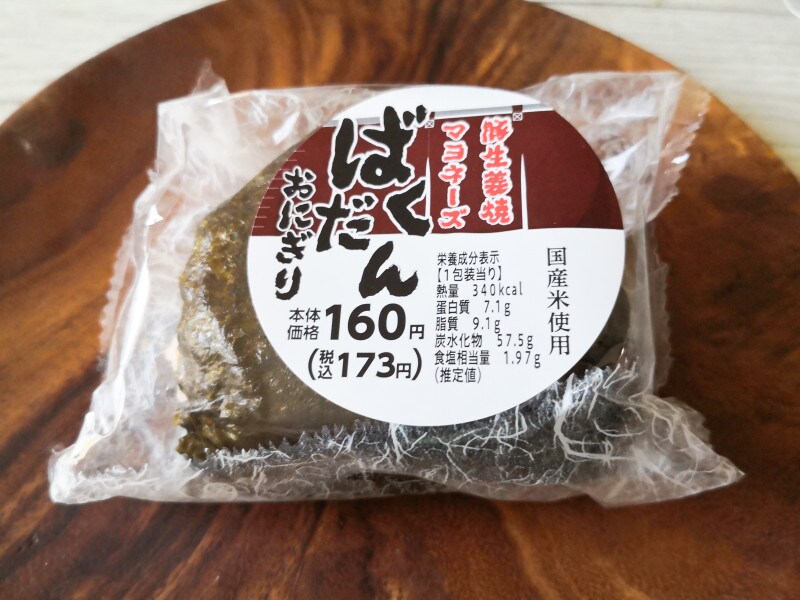 豚生姜焼
マヨネーズ
ばくだん
おにぎり
国産米使用
栄養成分表示
【1包装当り】
熱量 340kcal
蛋白質 7.1g
脂質 9.1g
炭水化物 57.5g
食塩相当量 1.97g
(推定値)
本体
価格160円
(税込173円)